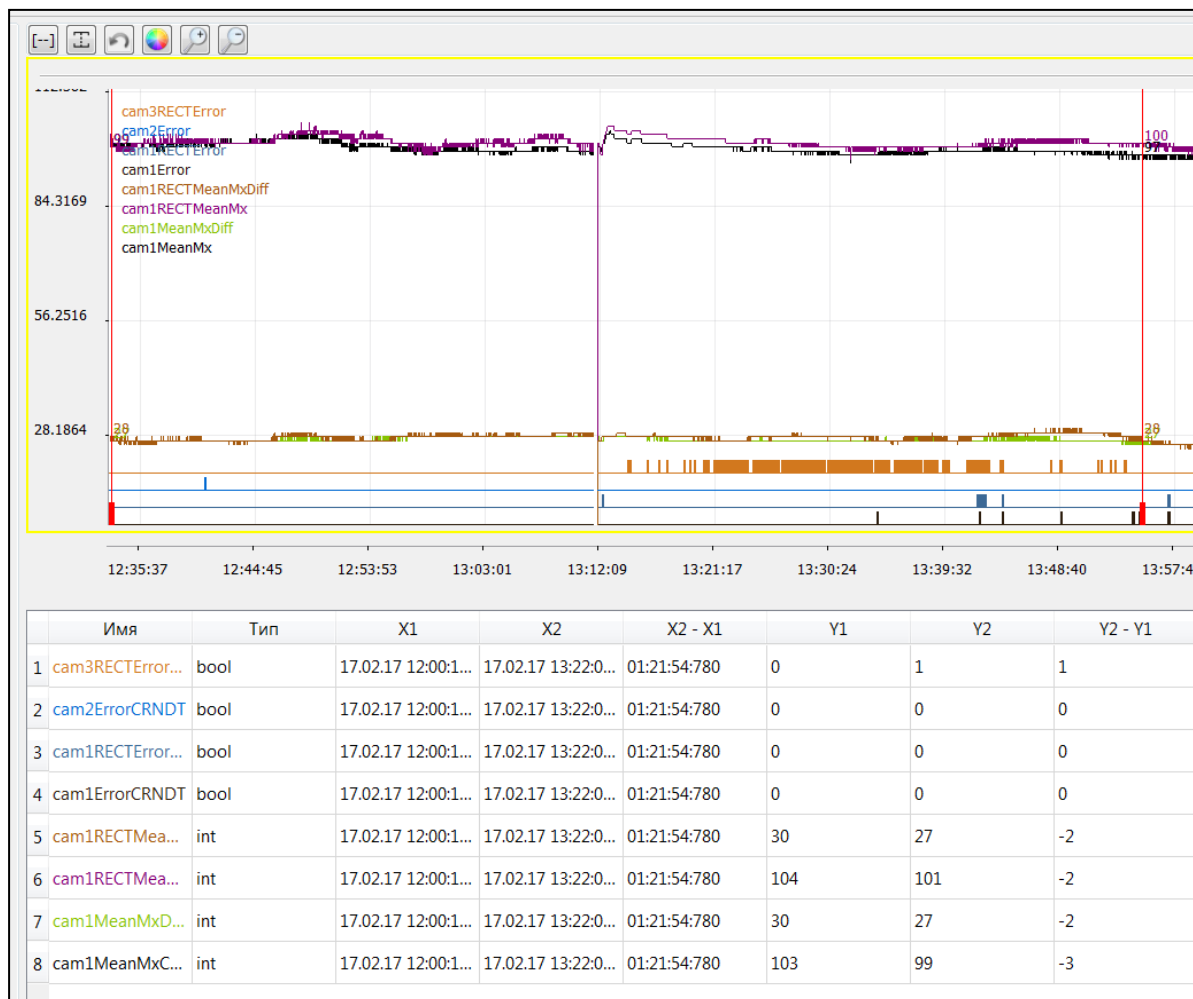 [--]
cam3RECTError
cam2Error
cam1RECTError
cam1Error
cam1RECTMeanMxDiff
cam1RECTMeanMx
cam1MeanMxDiff
cam1MeanMx
100
97
84.3169
56.2516
28.1864
28
28
12:35:37 12:44:45 12:53:53 13:03:01 13:12:09 13:21:17 13:30:24 13:39:32 13:48:40 13:57:4
Имя Тип X1 X2 X2 - X1 Y1 Y2 Y2 - Y1
1 cam3RECTError... bool 17.02.17 12:00:1... 17.02.17 13:22:0... 01:21:54:780 0 1 1
2 cam2ErrorCRNDT bool 17.02.17 12:00:1... 17.02.17 13:22:0... 01:21:54:780 0 0 0
3 cam1RECTError... bool 17.02.17 12:00:1... 17.02.17 13:22:0... 01:21:54:780 0 0 0
4 cam1ErrorCRNDT bool 17.02.17 12:00:1... 17.02.17 13:22:0... 01:21:54:780 0 0 0
5 cam1RECTMea... int 17.02.17 12:00:1... 17.02.17 13:22:0... 01:21:54:780 30 27 -2
6 cam1RECTMea... int 17.02.17 12:00:1... 17.02.17 13:22:0... 01:21:54:780 104 101 -2
7 cam1MeanMxD... int 17.02.17 12:00:1... 17.02.17 13:22:0... 01:21:54:780 30 27 -2
8 cam1MeanMxC... int 17.02.17 12:00:1... 17.02.17 13:22:0... 01:21:54:780 103 99 -3